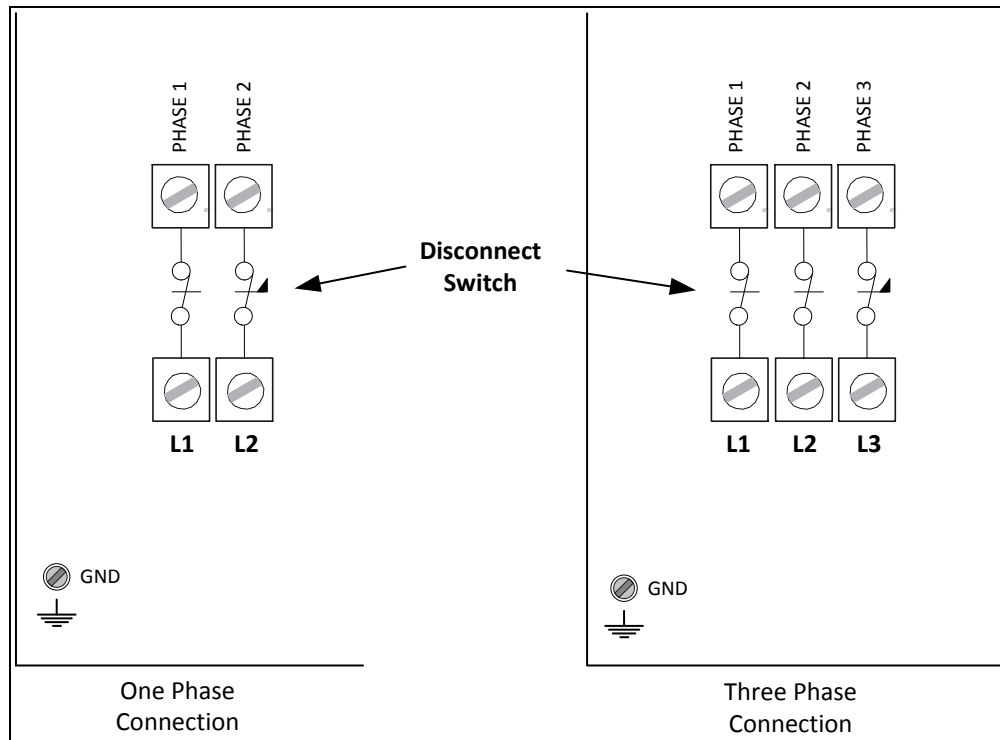 PHASE 1
PHASE 2
L1
L2
GND
One Phase
Connection
Disconnect
Switch
PHASE 1
PHASE 2
PHASE 3
L1
L2
L3
GND
Three Phase
Connection